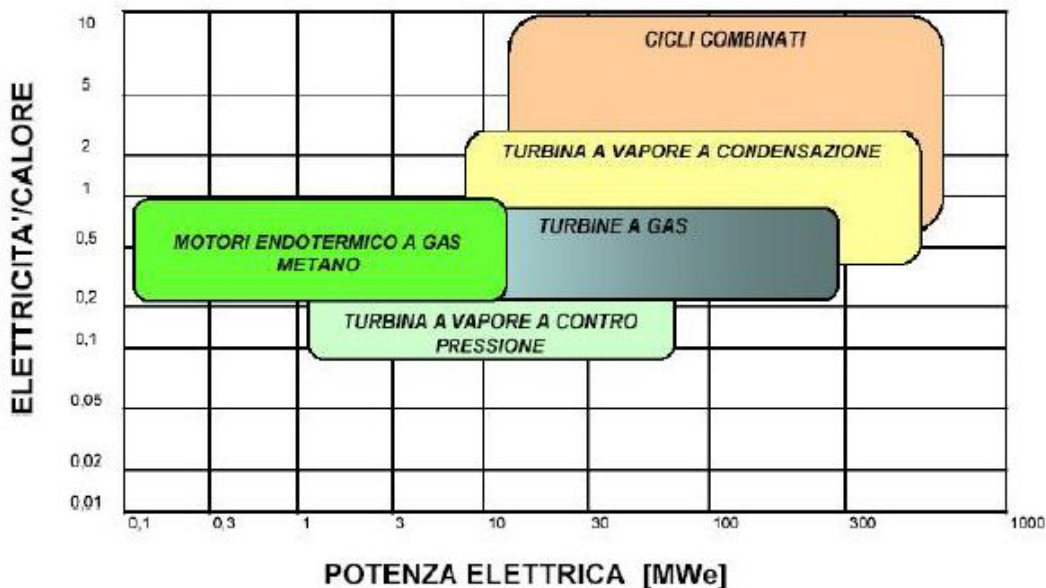 10
CICLI COMBINATI
5
TURBINA A VAPORE A CONDENSAZIONE
2
1
TURBINE A GAS
MOTORI ENDOTERMICO A GAS
METANO
0,5
0,2
TURBINA A VAPORE A CONTRO
PRESSIONE
0,1
0,05
0,02
0,01
ELETTRICITA'/CALORE
0,1 0,3 1 3 10 30 100 300 1000
POTENZA ELETTRICA [MWe]